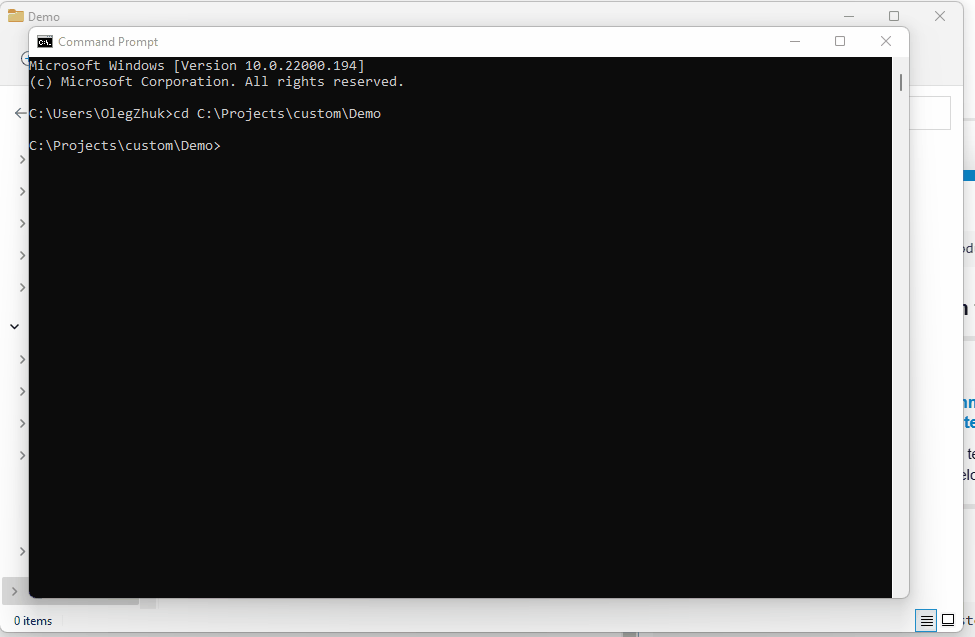 Demo
Command Prompt
Microsoft Windows [Version 10.0.22000.194]
(c) Microsoft Corporation. All rights reserved.
C:\Users\OlegZhuk>cd C:\Projects\custom\Demo
C:\Projects\custom\Demo>
0 items